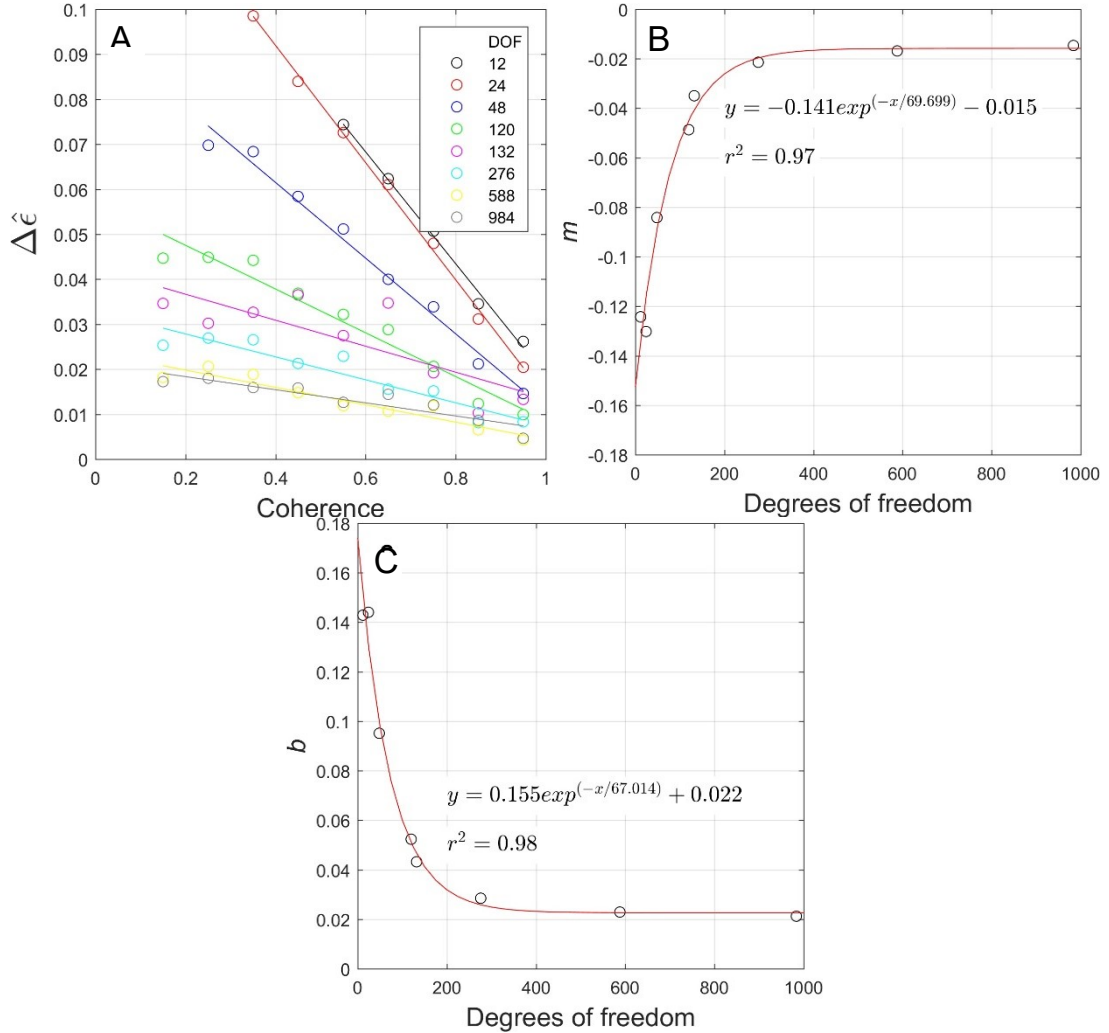 A
0.1
0.09
0.08
0.07
0.06
0.05
0.04
0.03
0.02
0.01
0
Δε̂
0 0.2 0.4 0.6 0.8 1
Coherence
DOF
12
24
48
120
132
276
588
984
B
0
-0.02
-0.04
-0.06
-0.08
-0.1
-0.12
-0.14
-0.16
-0.18
m
y = −0.141exp^(−x/69.699) − 0.015
r² = 0.97
0 200 400 600 800 1000
Degrees of freedom
C
0.18
0.16
0.14
0.12
0.1
0.08
0.06
0.04
0.02
0
b
y = 0.155exp^(−x/67.014) + 0.022
r² = 0.98
0 200 400 600 800 1000
Degrees of freedom